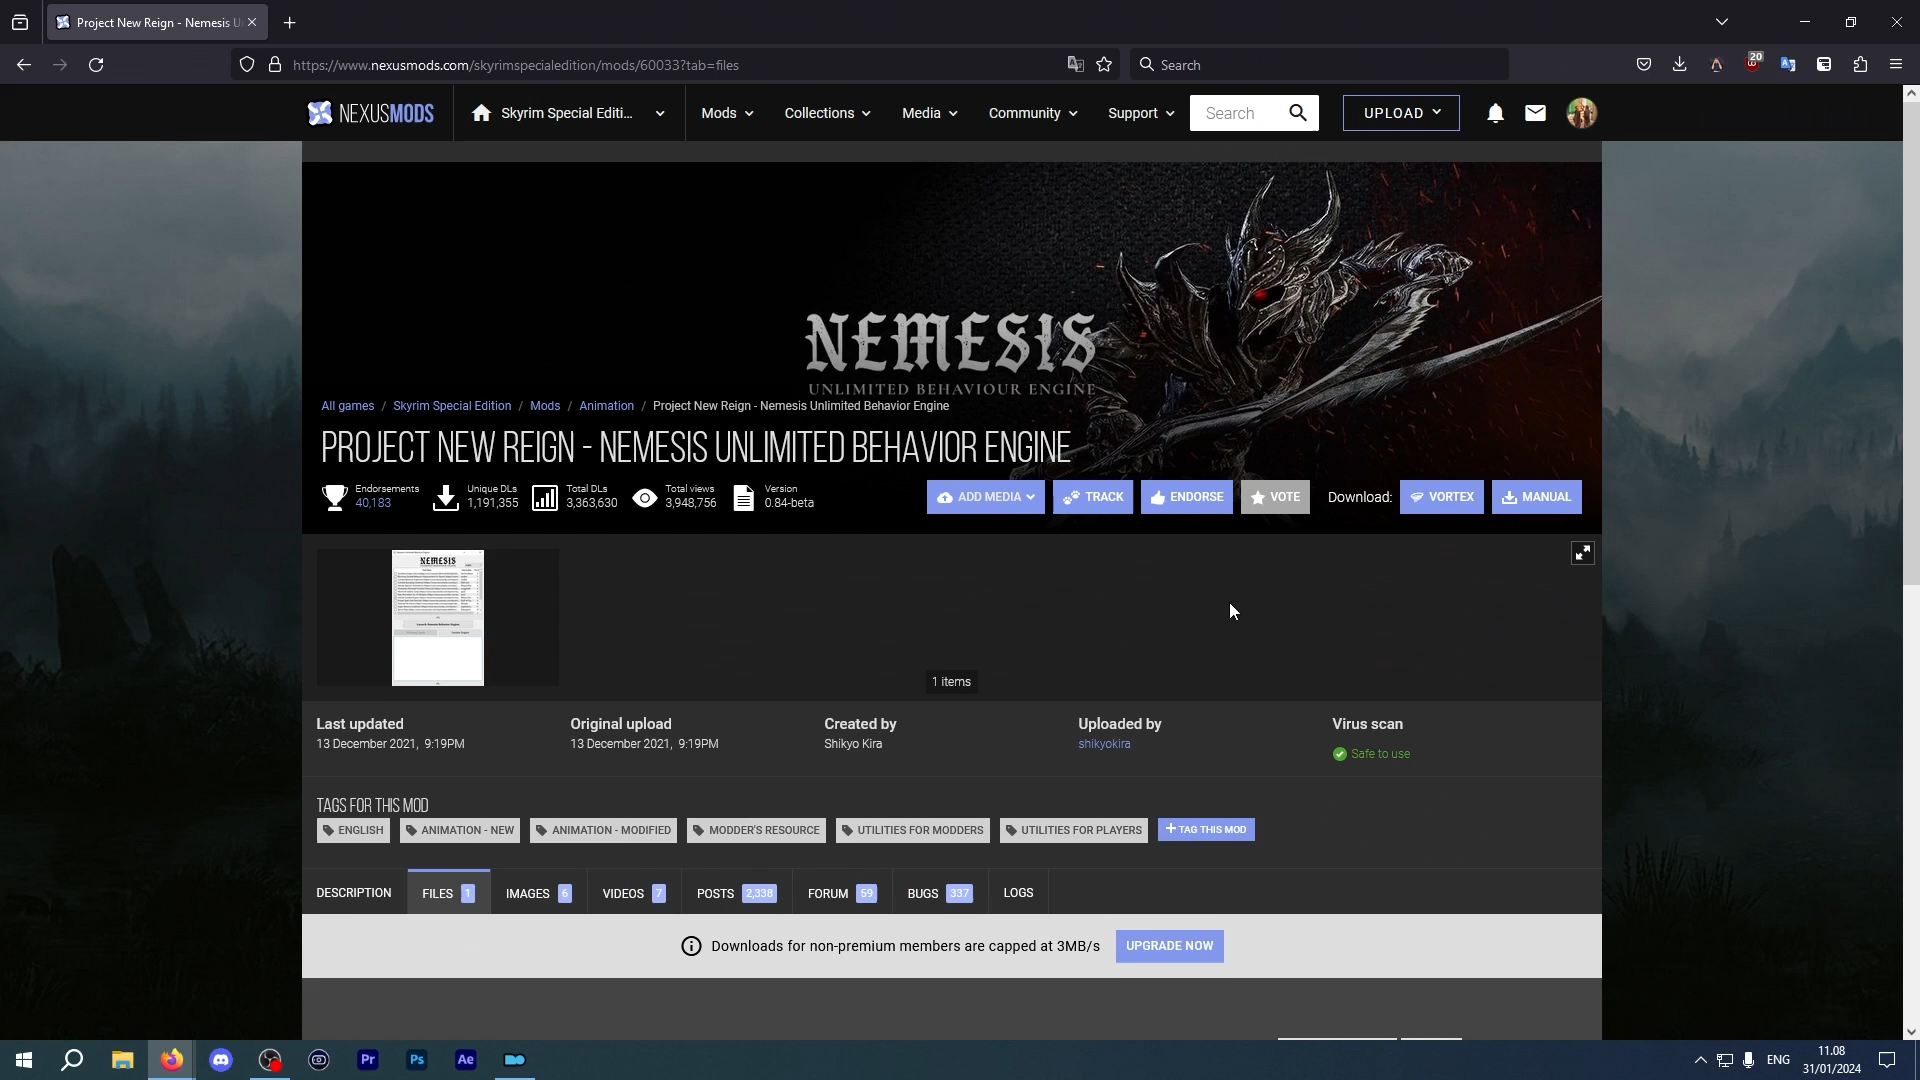 Project New Reign - Nemesis U
20
https://www.nexusmods.com/skyrimspecialedition/mods/60033?tab=files
Search
NEXUSMODS
Skyrim Special Editi...
Mods
Collections
Media
Community
Support
Search
UPLOAD
NEMESIS
UNLIMITED BEHAVIOUR ENGINE
All games / Skyrim Special Edition / Mods / Animation / Project New Reign - Nemesis Unlimited Behavior Engine
PROJECT NEW REIGN - NEMESIS UNLIMITED BEHAVIOR ENGINE
Endorsements
40,183
Unique DLs
1,191,355
Total DLs
3,363,630
Total views
3,948,756
Version
0.84-beta
ADD MEDIA
TRACK
ENDORSE
VOTE
Download:
VORTEX
MANUAL
NEMESIS
1 items
Last updated
13 December 2021, 9:19PM
Original upload
13 December 2021, 9:19PM
Created by
Shikyo Kira
Uploaded by
shikyokira
Virus scan
Safe to use
TAGS FOR THIS MOD
ENGLISH
ANIMATION - NEW
ANIMATION - MODIFIED
MODDER'S RESOURCE
UTILITIES FOR MODDERS
UTILITIES FOR PLAYERS
+ TAG THIS MOD
DESCRIPTION
FILES 1
IMAGES 6
VIDEOS 7
POSTS 2,338
FORUM 59
BUGS 337
LOGS
Downloads for non-premium members are capped at 3MB/s
UPGRADE NOW
Pr
Ps
Ae
ENG
11.08
31/01/2024